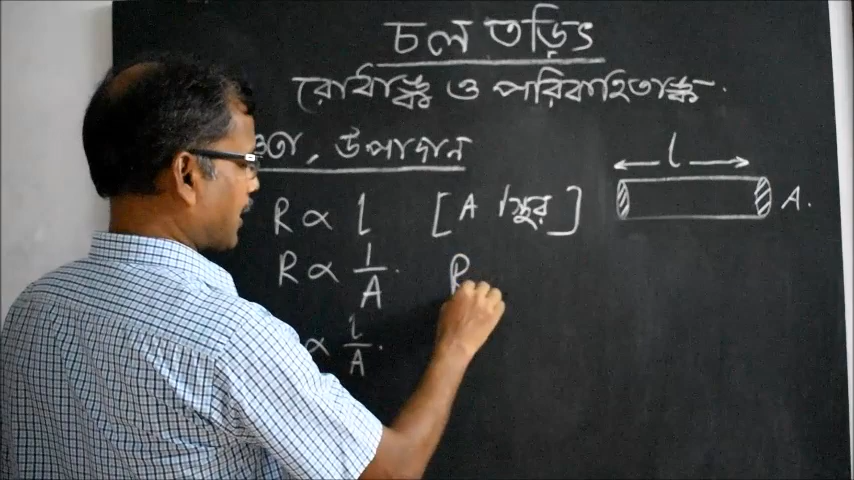 চল তড়িৎ
রোধাঙ্ক ও পরিবাহিতাঙ্ক
, উপাদান
l
R ∝ l [A স্থির]
A.
R ∝ 1/A. R
∝ l/A.